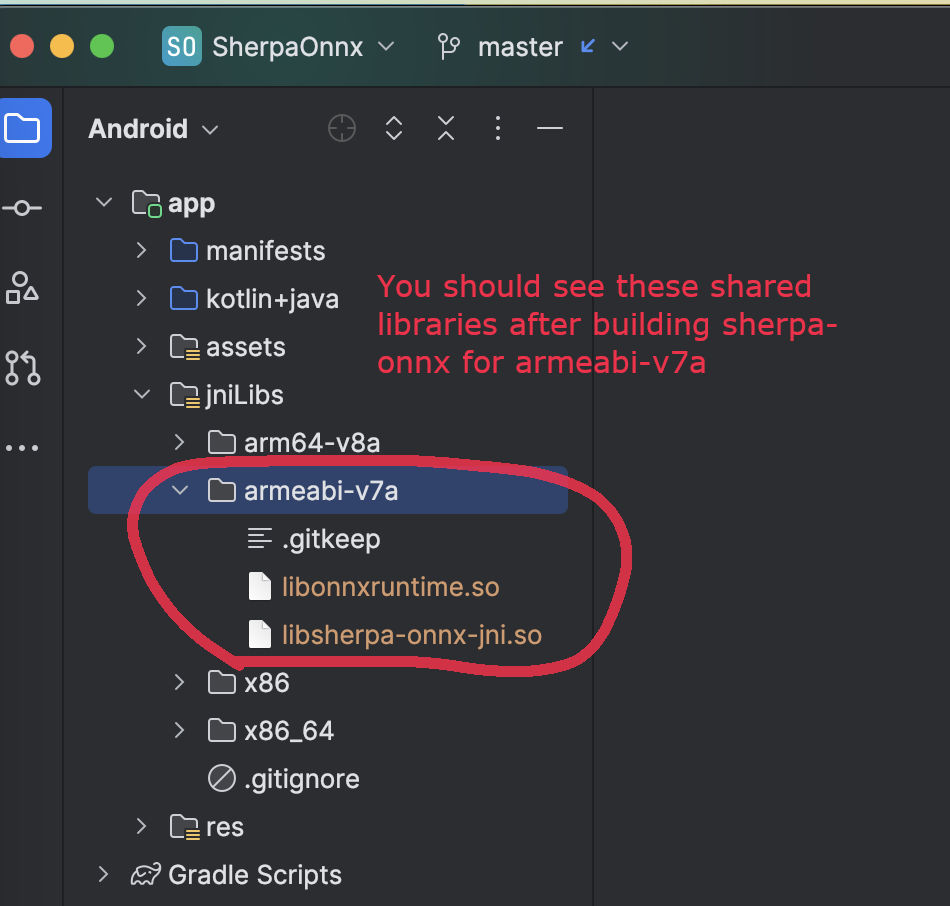 SO SherpaOnnx master
Android
app
manifests
kotlin+java
You should see these shared
libraries after building sherpa-
onnx for armeabi-v7a
assets
jniLibs
arm64-v8a
armeabi-v7a
.gitkeep
libonnxruntime.so
libsherpa-onnx-jni.so
x86
x86_64
.gitignore
res
Gradle Scripts